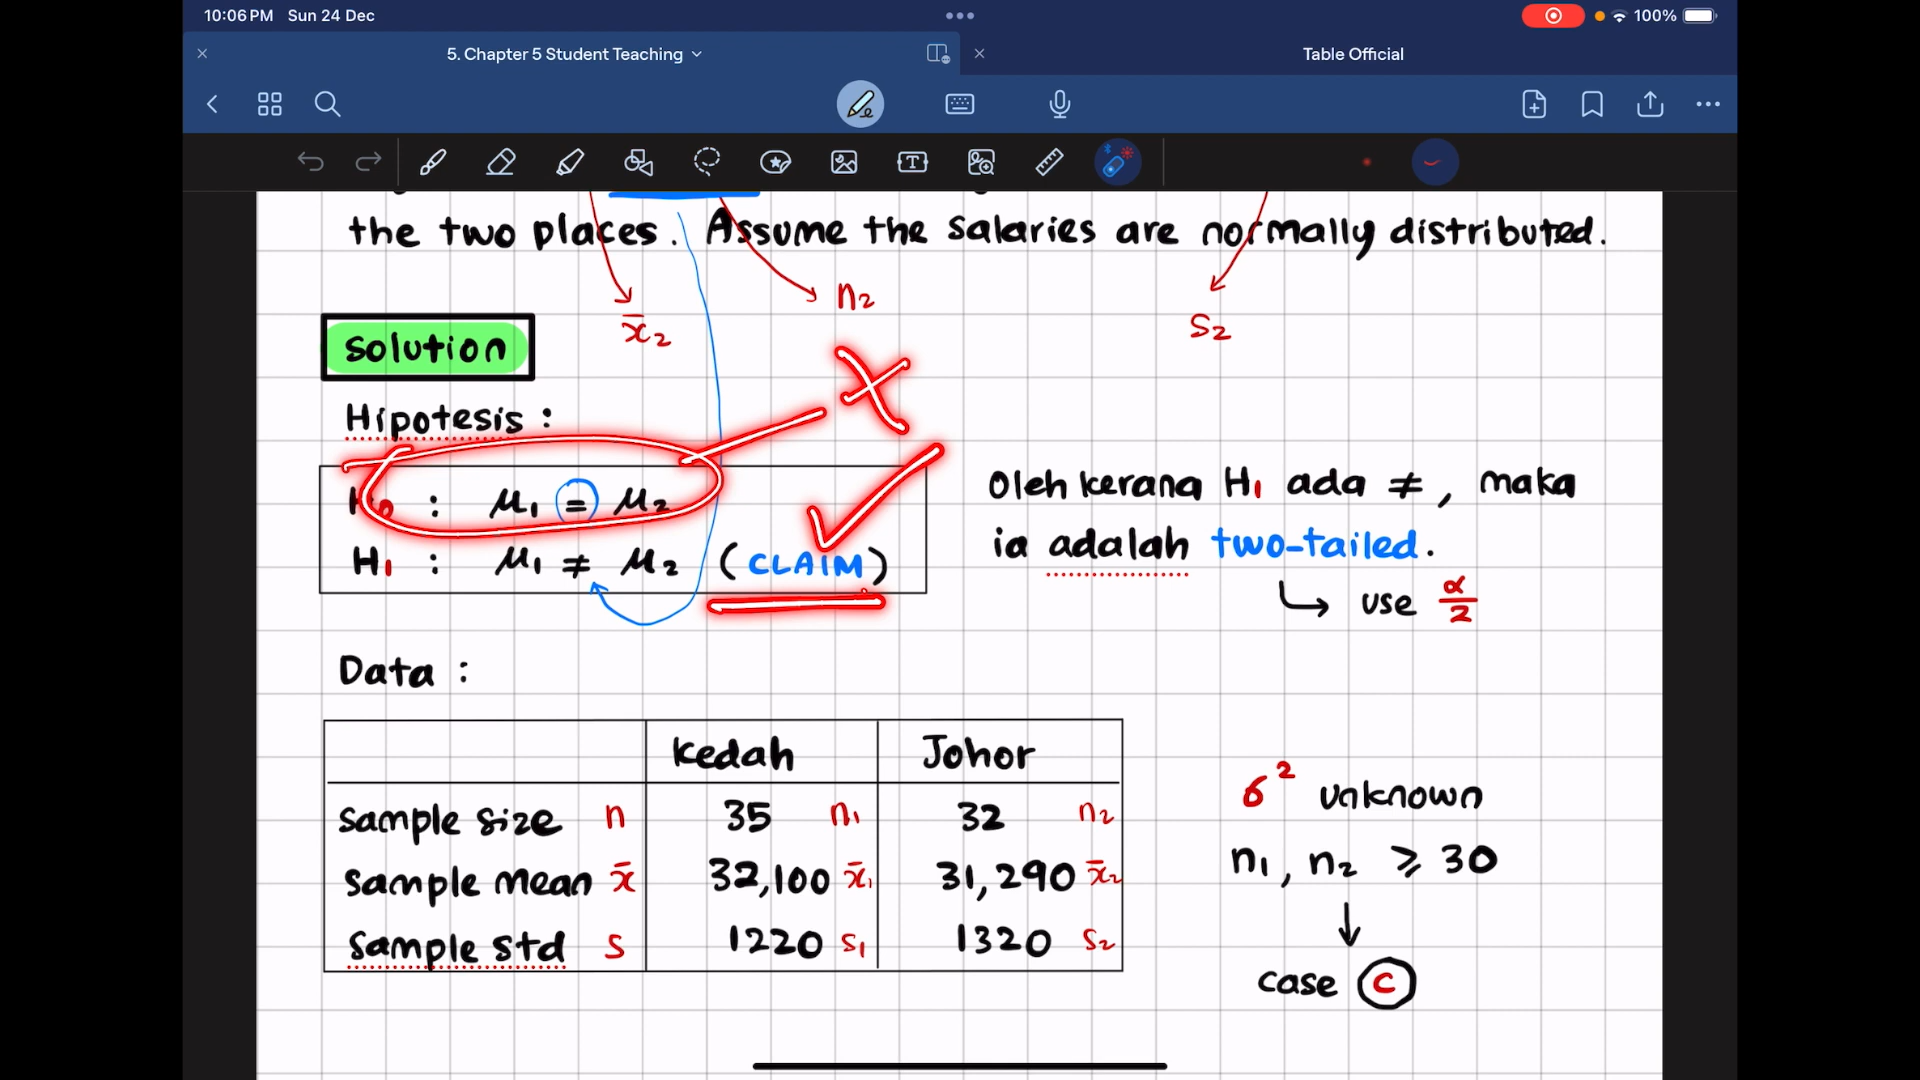 10:06 PM Sun 24 Dec
100%
5. Chapter 5 Student Teaching
Table Official
the two places. Assume the salaries are normally distributed.
n₂
x̄₂
s₂
Solution
Hipotesis :
H₀ : μ₁ = μ₂
H₁ : μ₁ ≠ μ₂ (CLAIM)
Oleh kerana H₁ ada ≠, maka
ia adalah two-tailed.
use α/2
Data :
Kedah Johor
sample size n 35 n₁ 32 n₂
sample mean x̄ 32,100 x̄₁ 31,290 x̄₂
sample std s 1220 s₁ 1320 s₂
σ² unknown
n₁, n₂ ⩾ 30
case C